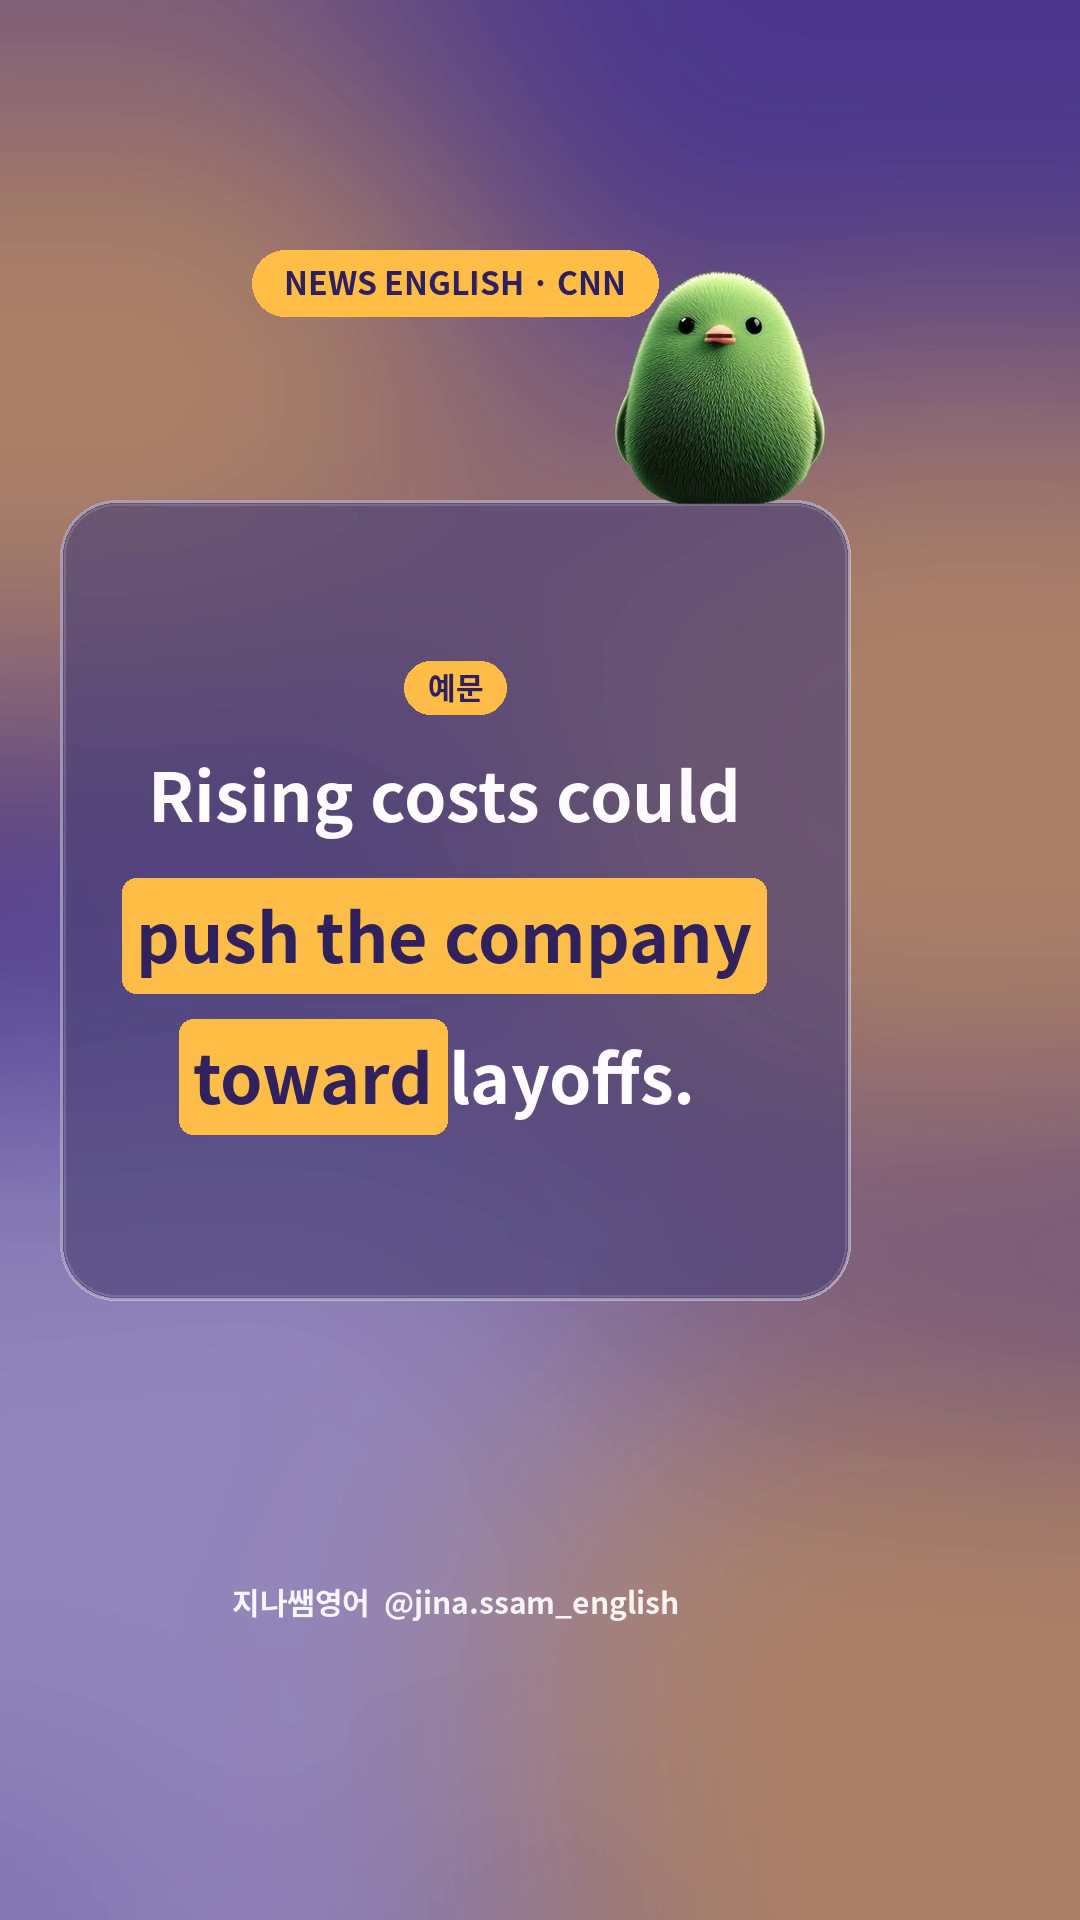 NEWS ENGLISH · CNN
예문
Rising costs could
push the company
toward layoffs.
지나쌤영어 @jina.ssam_english